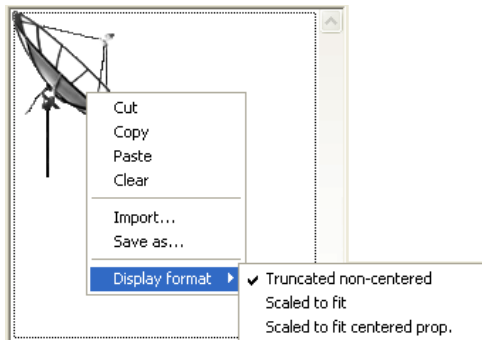 Cut
Copy
Paste
Clear
Import...
Save as...
Display format
Truncated non-centered
Scaled to fit
Scaled to fit centered prop.